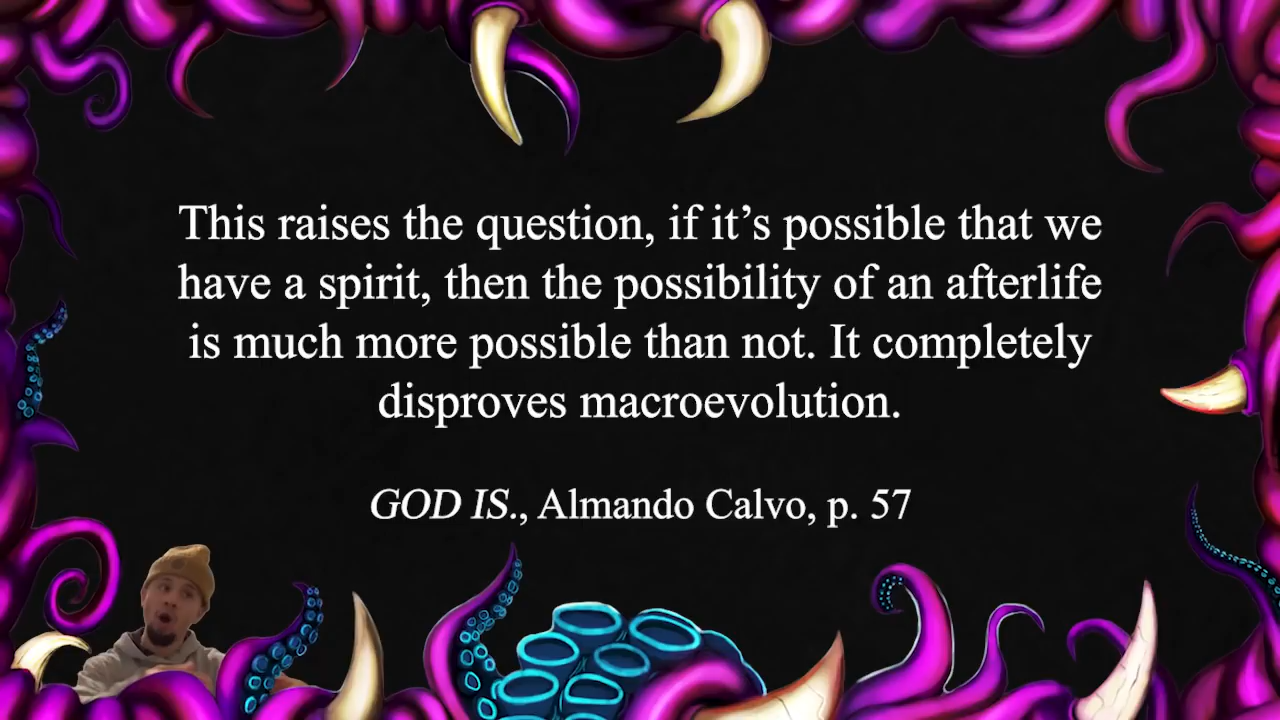 This raises the question, if it’s possible that we
have a spirit, then the possibility of an afterlife
is much more possible than not. It completely
disproves macroevolution.
GOD IS., Almando Calvo, p. 57